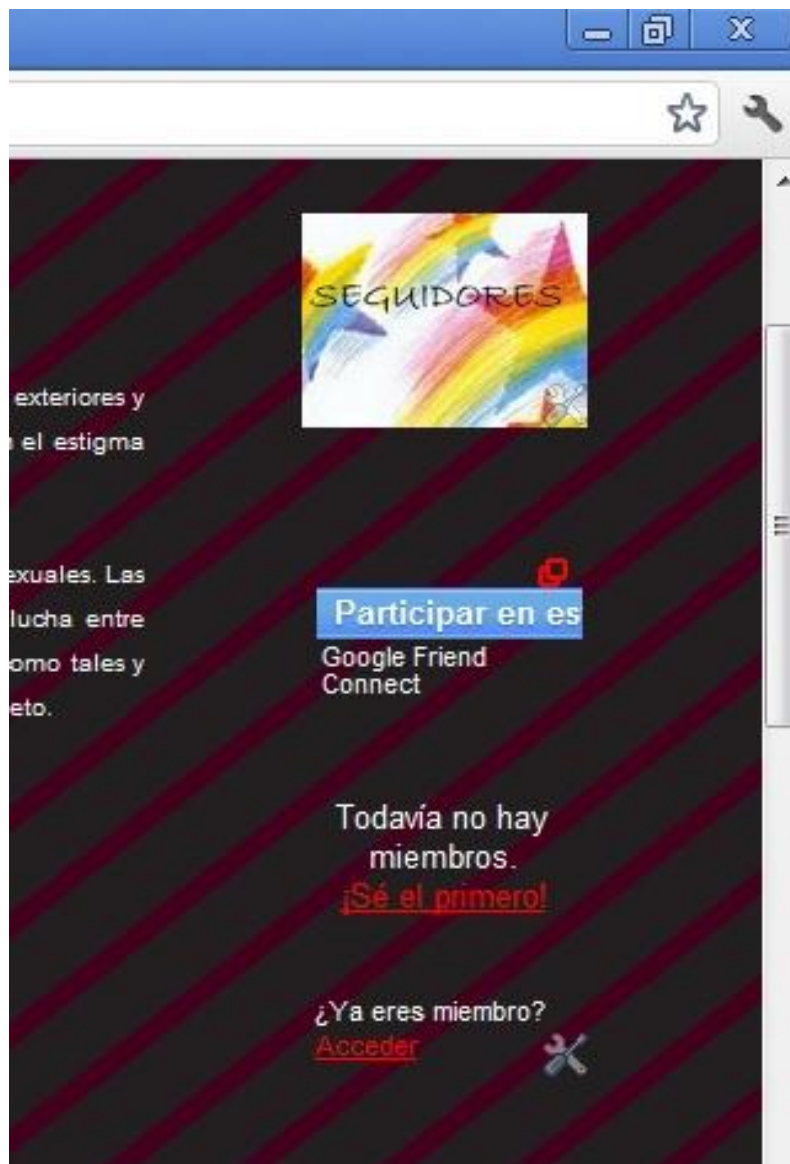 SEGUIDORES
exteriores y
el estigma
exuales. Las
lucha entre
omo tales y
eto.
Participar en es
Google Friend
Connect
Todavía no hay
miembros.
¡Sé el primero!
¿Ya eres miembro?
Acceder